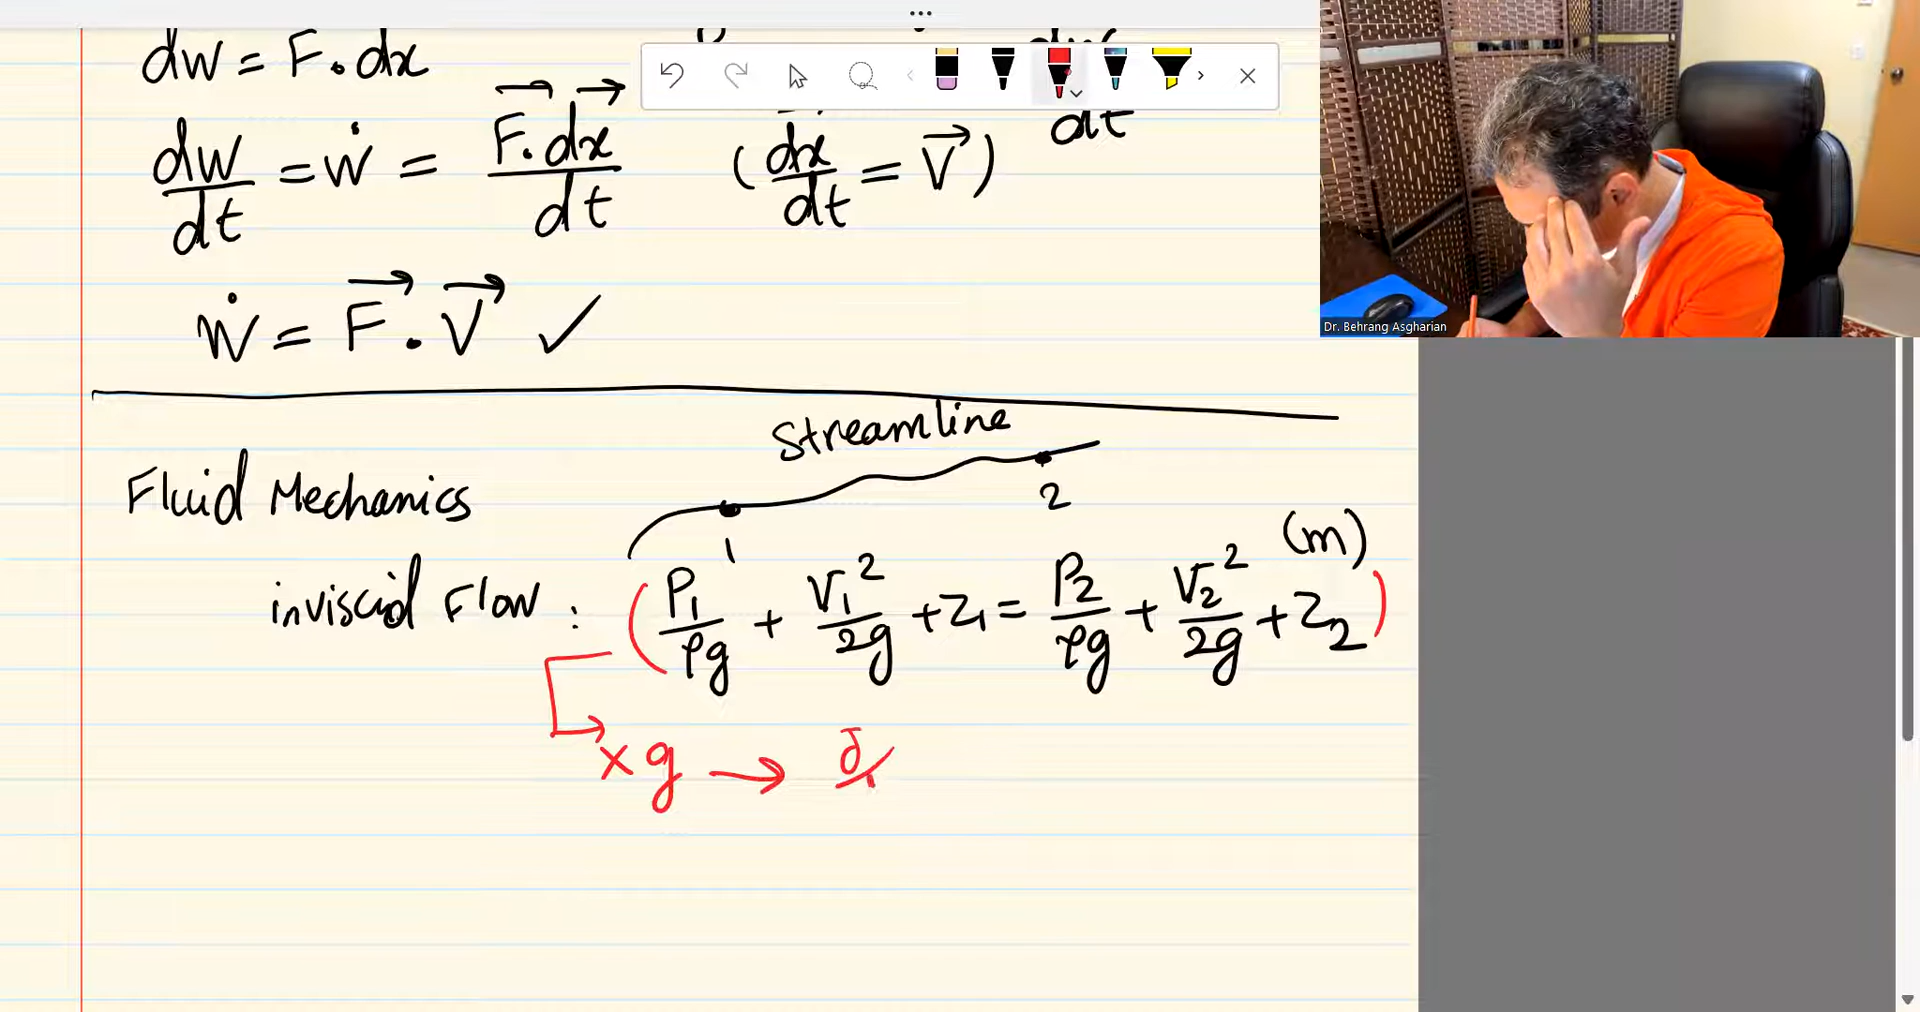 dw = F . dx
dw/dt = ẇ = F⃗ . dx⃗/dt (dx⃗/dt = V⃗) dt
Ẇ = F⃗ . V⃗ ✓
Dr. Behrang Asgharian
Streamline
Fluid Mechanics
1 2
(m)
inviscid Flow : (P₁/ρg + V₁²/2g + Z₁ = P₂/ρg + V₂²/2g + Z₂)
× g → J/